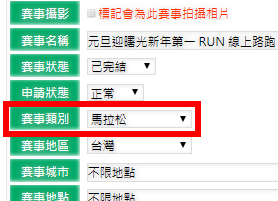 賽事攝影 標記會為此賽事拍攝相片
賽事名稱 元旦迎曙光新年第一 RUN 線上路跑
賽事狀態 已完結
申請狀態 正常
賽事類別 馬拉松
賽事地區 台灣
賽事城市 不限地點
賽事地點 不限地點